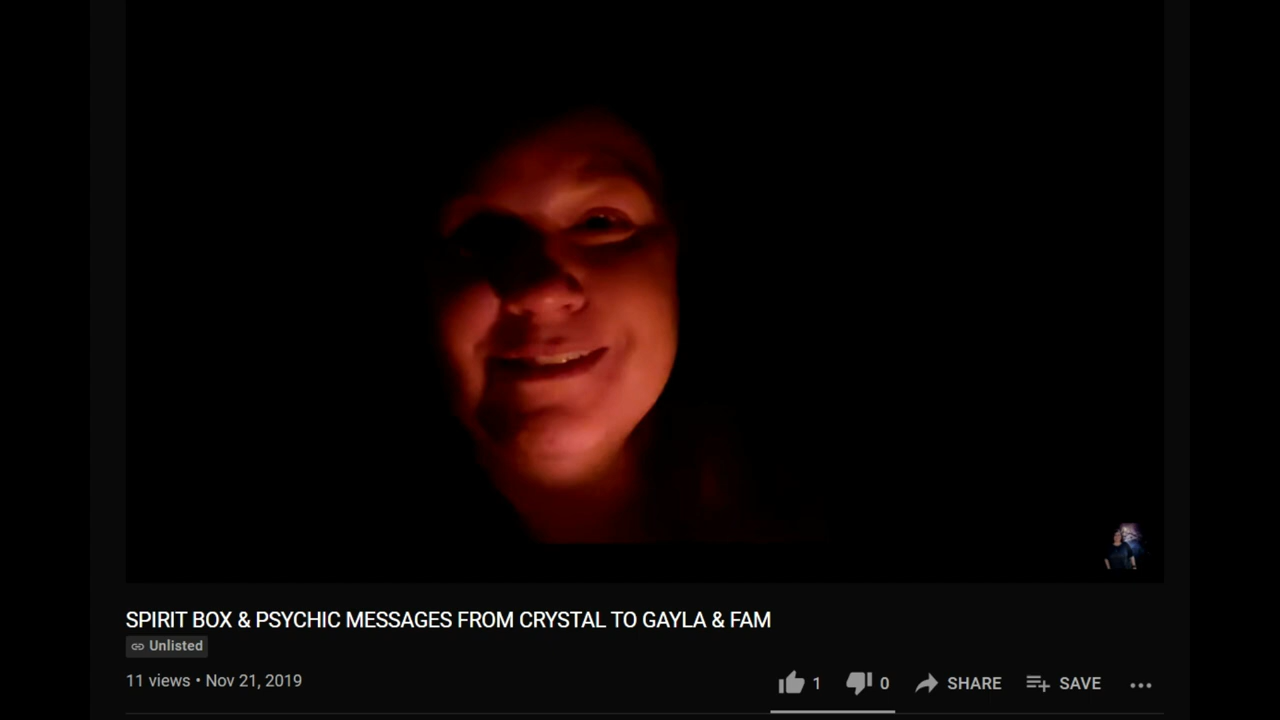 SPIRIT BOX & PSYCHIC MESSAGES FROM CRYSTAL TO GAYLA & FAM
Unlisted
11 views • Nov 21, 2019 1 0 SHARE SAVE